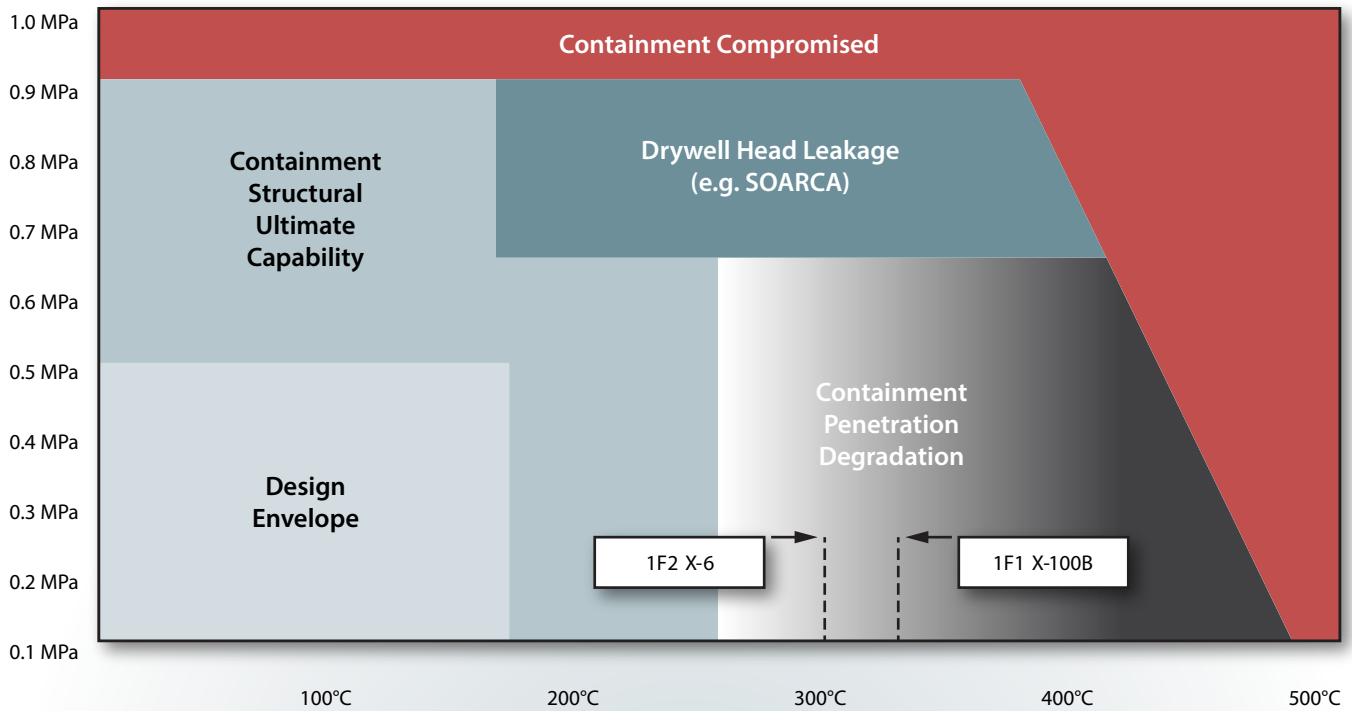 1.0 MPa
Containment Compromised
0.9 MPa
0.8 MPa
Containment
Structural
Ultimate
Capability
Drywell Head Leakage
(e.g. SOARCA)
0.7 MPa
0.6 MPa
0.5 MPa
0.4 MPa
Containment
Penetration
Degradation
Design
Envelope
0.3 MPa
1F2 X-6
1F1 X-100B
0.2 MPa
0.1 MPa
100°C
200°C
300°C
400°C
500°C